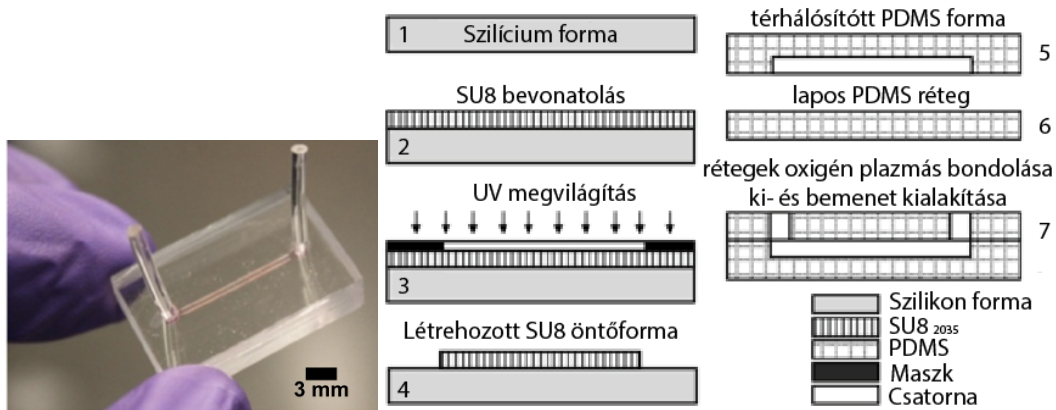 3 mm
1 Szilícium forma
SU8 bevonatolás
2
UV megvilágítás
3
Létrehozott SU8 öntőforma
4
térhálósított PDMS forma
5
lapos PDMS réteg
6
rétegek oxigén plazmás bondolása
ki- és bemenet kialakítása
7
Szilikon forma
SU8 2035
PDMS
Maszk
Csatorna